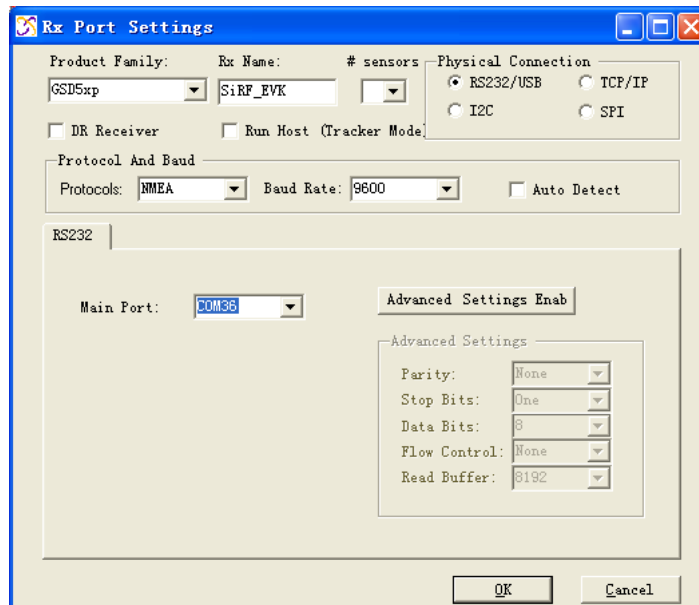 Rx Port Settings
Product Family: Rx Name: # sensors Physical Connection
GSD5xp SiRF_EVK RS232/USB TCP/IP
I2C SPI
DR Receiver Run Host (Tracker Mode)
Protocol And Baud
Protocols: NMEA Baud Rate: 9600 Auto Detect
RS232
Main Port: COM36 Advanced Settings Enab
Advanced Settings
Parity: None
Stop Bits: One
Data Bits: 8
Flow Control: None
Read Buffer: 8192
OK Cancel